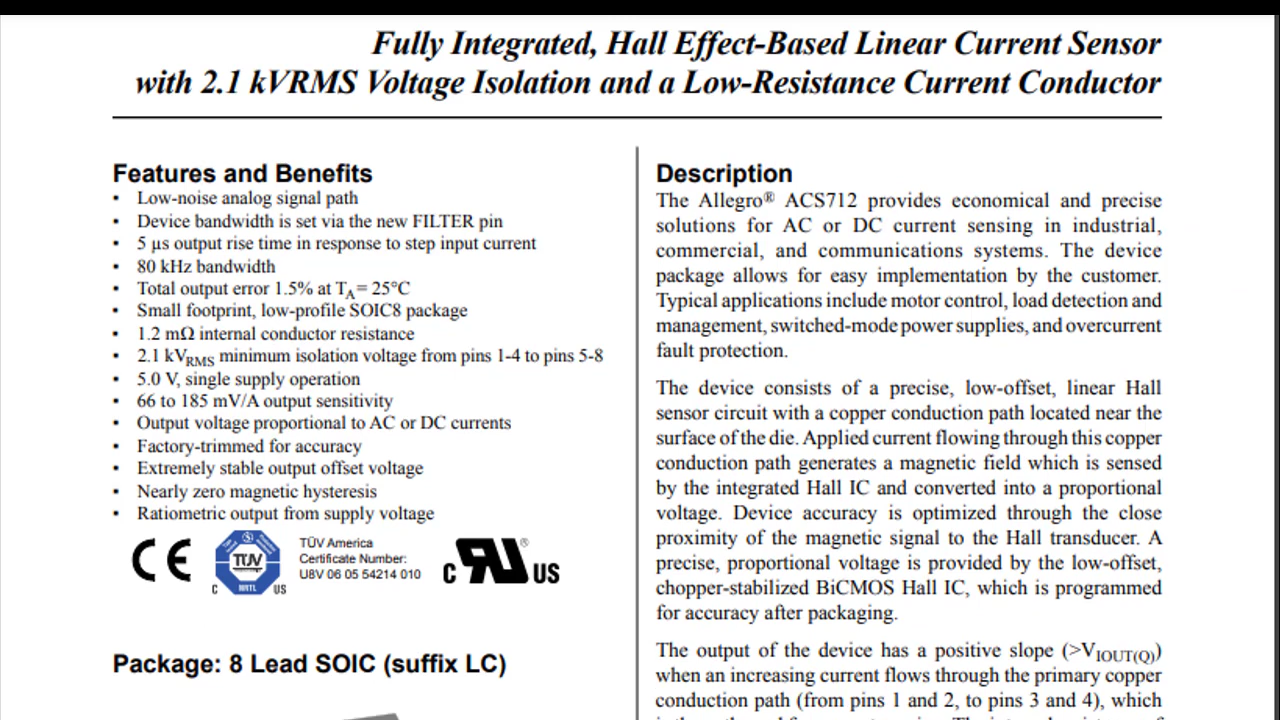 Fully Integrated, Hall Effect-Based Linear Current Sensor
with 2.1 kVRMS Voltage Isolation and a Low-Resistance Current Conductor
Features and Benefits
• Low-noise analog signal path
• Device bandwidth is set via the new FILTER pin
• 5 µs output rise time in response to step input current
• 80 kHz bandwidth
• Total output error 1.5% at TA = 25°C
• Small footprint, low-profile SOIC8 package
• 1.2 mΩ internal conductor resistance
• 2.1 kVRMS minimum isolation voltage from pins 1-4 to pins 5-8
• 5.0 V, single supply operation
• 66 to 185 mV/A output sensitivity
• Output voltage proportional to AC or DC currents
• Factory-trimmed for accuracy
• Extremely stable output offset voltage
• Nearly zero magnetic hysteresis
• Ratiometric output from supply voltage
CE
TÜV
C NRTL US
TÜV America
Certificate Number:
U8V 06 05 54214 010
c RU® US
Package: 8 Lead SOIC (suffix LC)
Description
The Allegro® ACS712 provides economical and precise
solutions for AC or DC current sensing in industrial,
commercial, and communications systems. The device
package allows for easy implementation by the customer.
Typical applications include motor control, load detection and
management, switched-mode power supplies, and overcurrent
fault protection.
The device consists of a precise, low-offset, linear Hall
sensor circuit with a copper conduction path located near the
surface of the die. Applied current flowing through this copper
conduction path generates a magnetic field which is sensed
by the integrated Hall IC and converted into a proportional
voltage. Device accuracy is optimized through the close
proximity of the magnetic signal to the Hall transducer. A
precise, proportional voltage is provided by the low-offset,
chopper-stabilized BiCMOS Hall IC, which is programmed
for accuracy after packaging.
The output of the device has a positive slope (>VIOUT(Q))
when an increasing current flows through the primary copper
conduction path (from pins 1 and 2, to pins 3 and 4), which